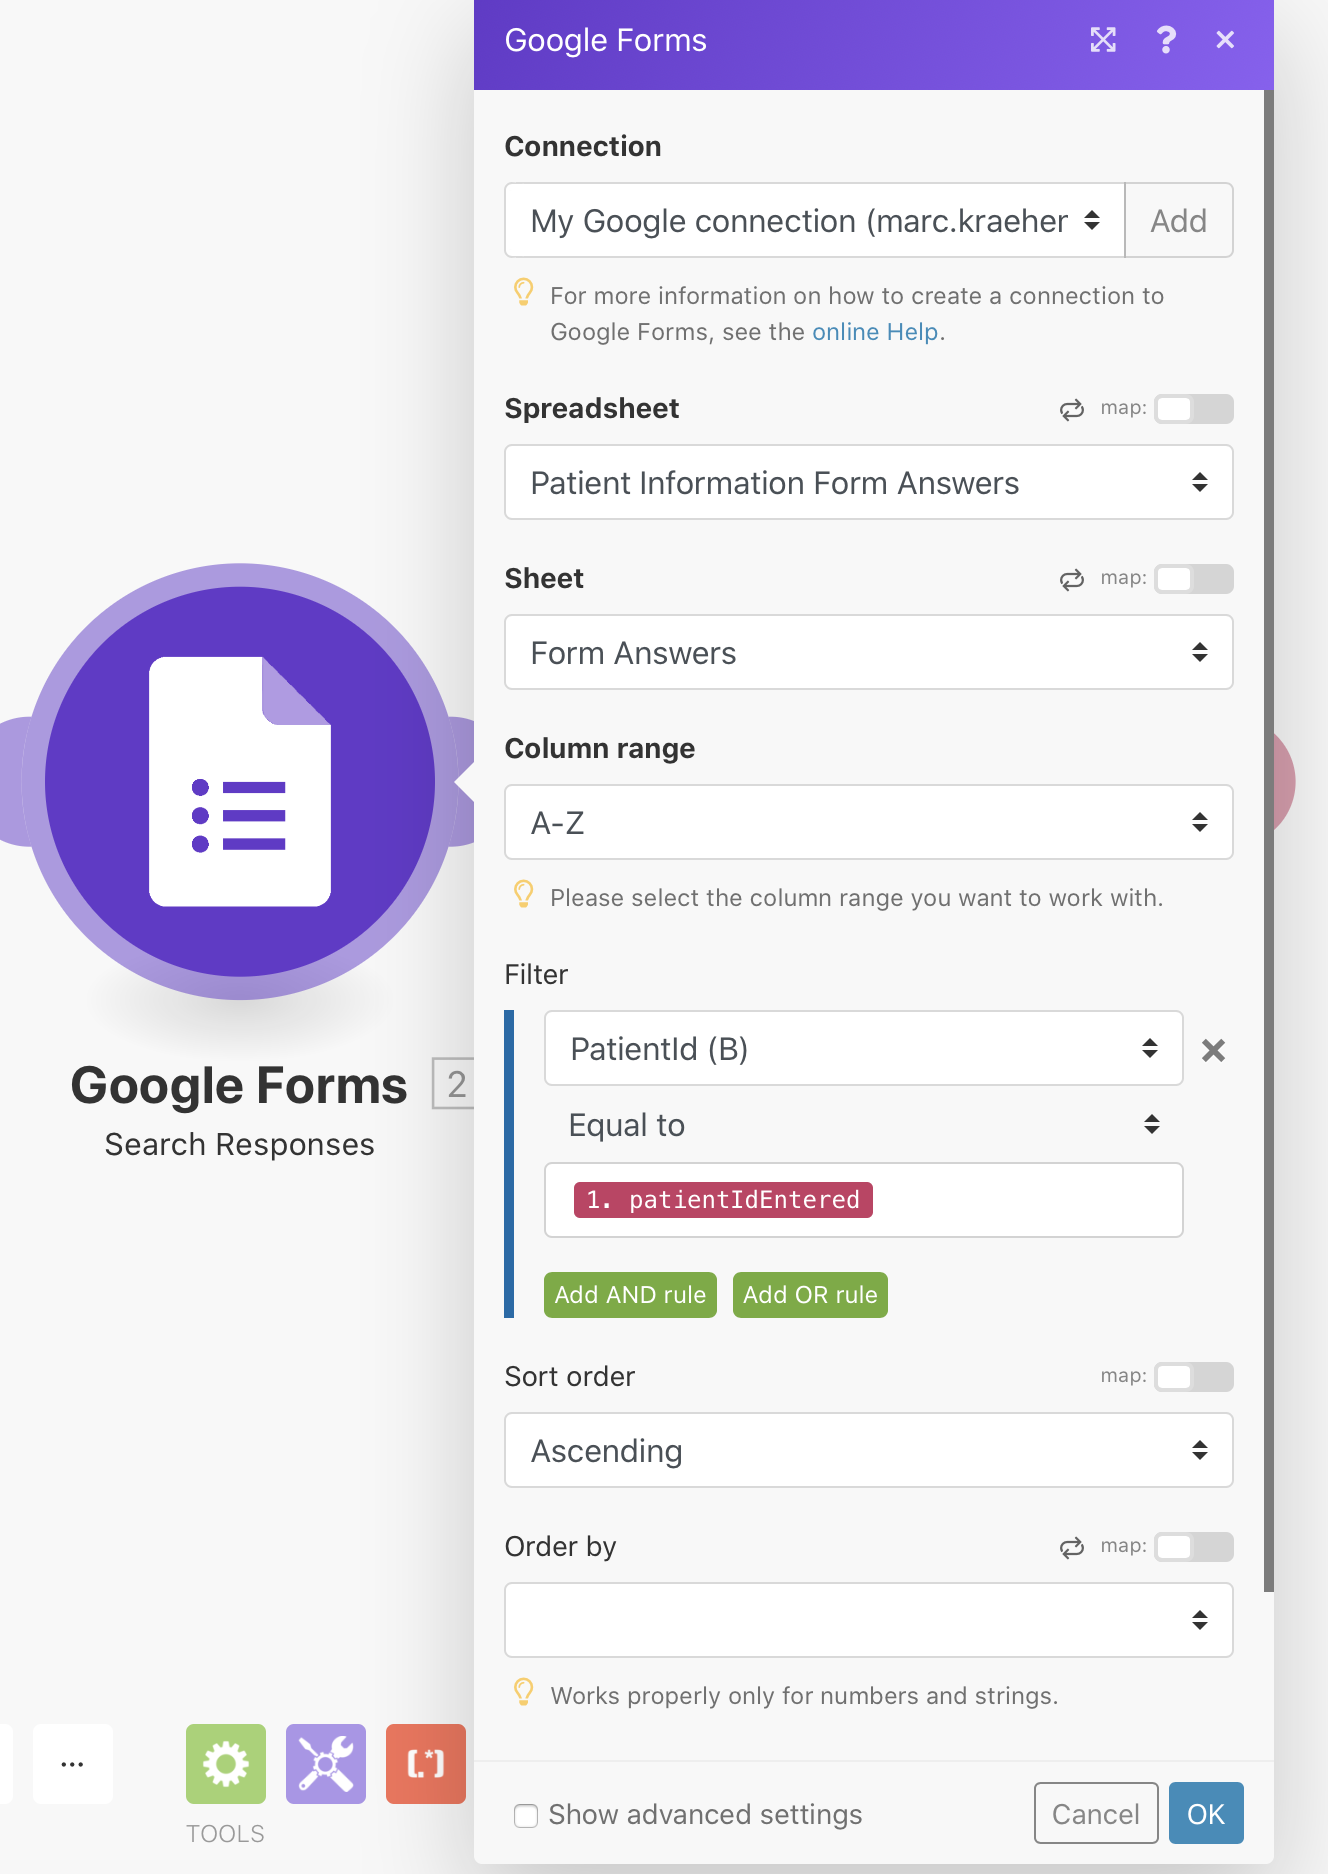 Google Forms
?
Connection
My Google connection (marc.kraeher
Add
For more information on how to create a connection to
Google Forms, see the online Help.
Spreadsheet
map:
Patient Information Form Answers
Sheet
map:
Form Answers
Column range
A-Z
Please select the column range you want to work with.
Filter
PatientId (B)
Equal to
1. patientIdEntered
Add AND rule
Add OR rule
Sort order
map:
Ascending
Order by
map:
Works properly only for numbers and strings.
Show advanced settings
Cancel
OK
Google Forms
2
Search Responses
...
[.*]
TOOLS